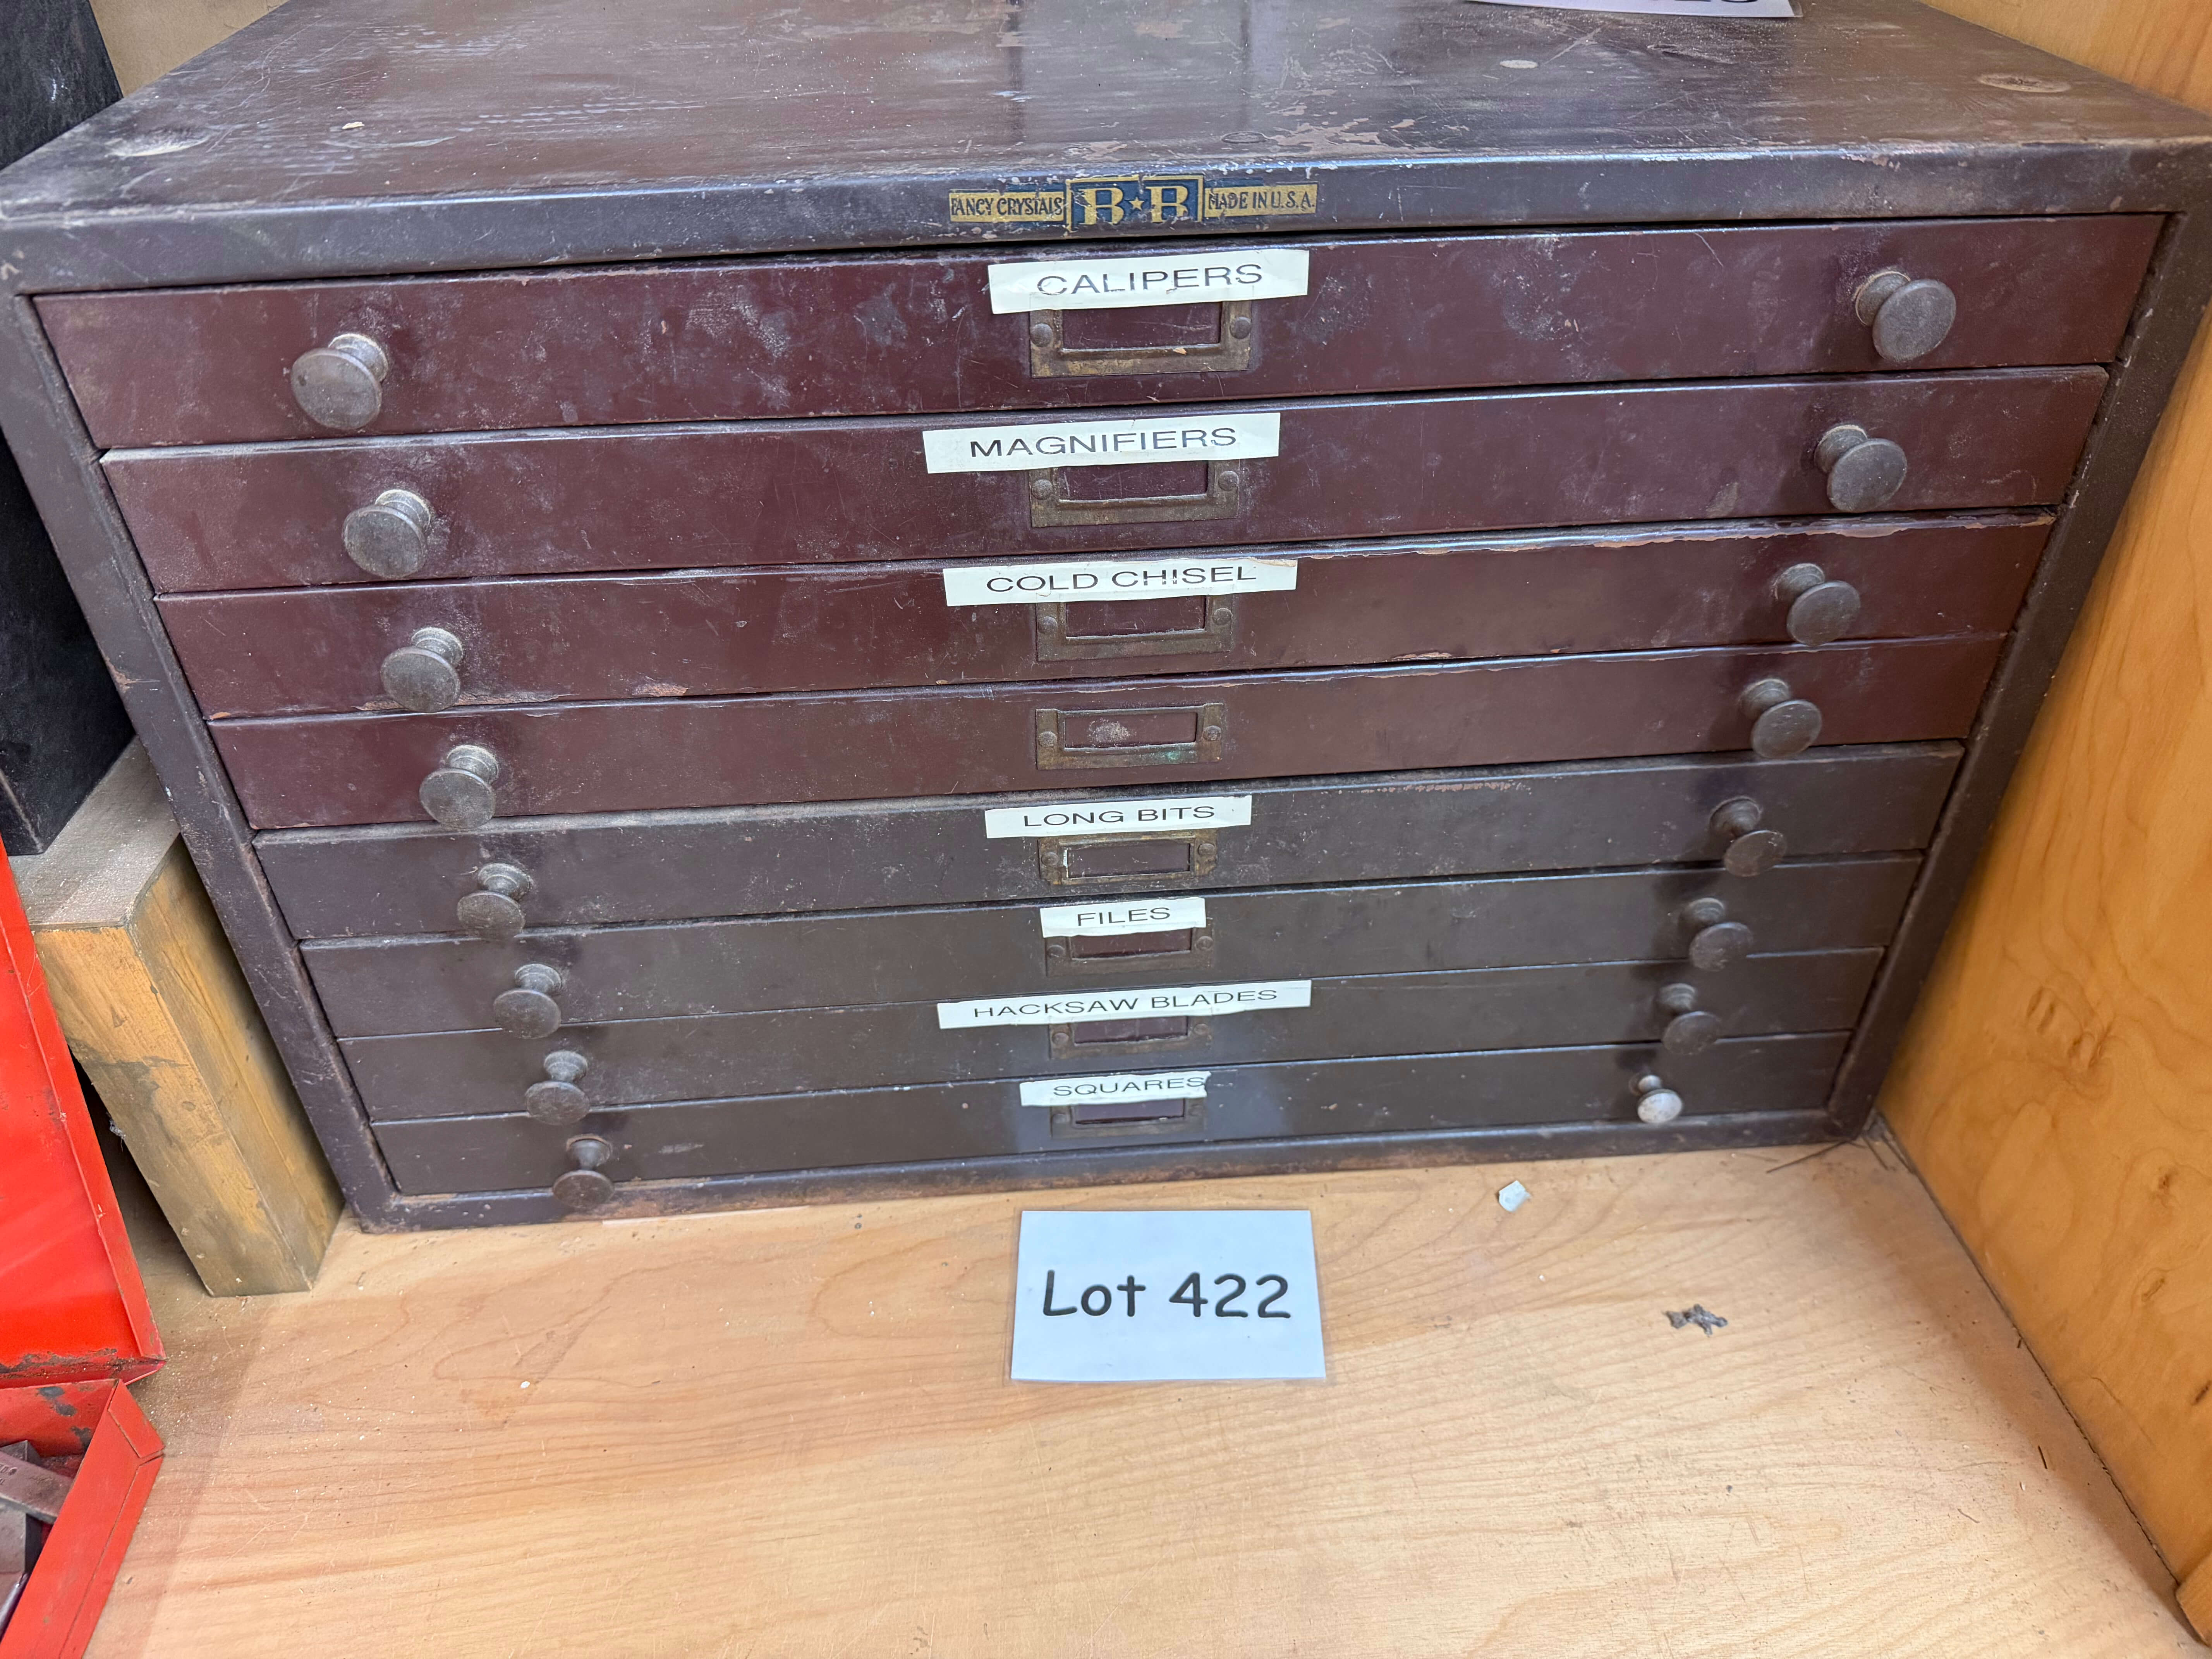 FANCY CRYSTALS B★B MADE IN U.S.A.
CALIPERS
MAGNIFIERS
COLD CHISEL
LONG BITS
FILES
HACKSAW BLADES
SQUARES
Lot 422